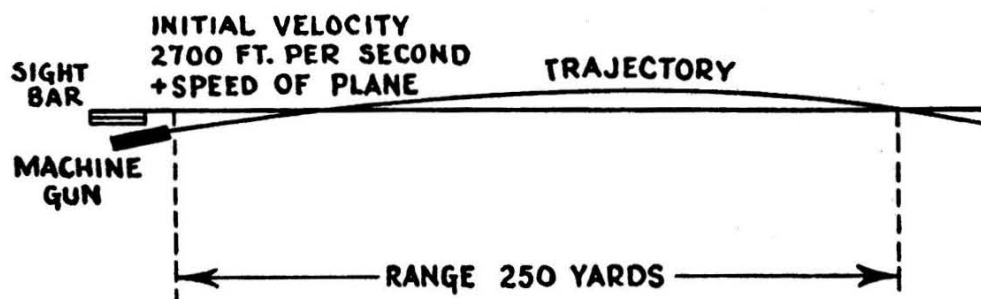 INITIAL VELOCITY
2700 FT. PER SECOND
+SPEED OF PLANE
SIGHT
BAR
TRAJECTORY
MACHINE
GUN
RANGE 250 YARDS